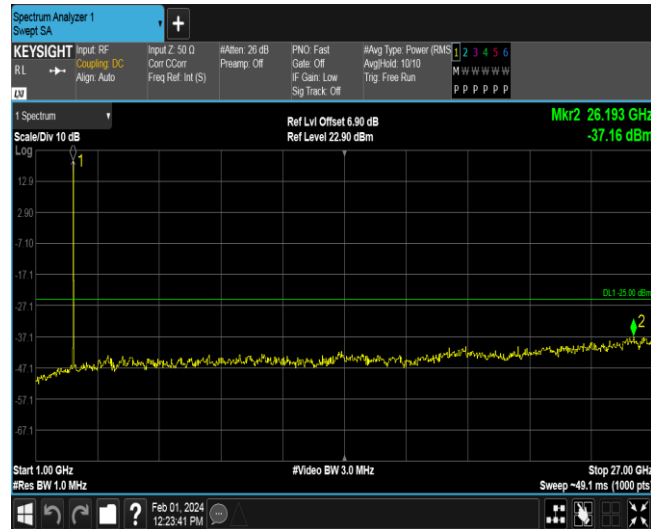 Spectrum Analyzer 1
Swept SA
KEYSIGHT
RL
LXI
Input: RF
Coupling: DC
Align: Auto
Input Z: 50 Ω
Corr CCorr
Freq Ref: Int (S)
#Atten: 26 dB
Preamp: Off
PNO: Fast
Gate: Off
IF Gain: Low
Sig Track: Off
#Avg Type: Power (RMS
Avg|Hold: 10/10
Trig: Free Run
1 2 3 4 5 6
M W W W W W
P P P P P P
1 Spectrum
Scale/Div 10 dB
Log
Ref Lvl Offset 6.90 dB
Ref Level 22.90 dBm
Mkr2 26.193 GHz
-37.16 dBm
1
12.9
2.90
-7.10
-17.1
DL1 -25.00 dBm
-27.1
2
-37.1
-47.1
-57.1
-67.1
Start 1.00 GHz
#Res BW 1.0 MHz
#Video BW 3.0 MHz
Stop 27.00 GHz
Sweep ~49.1 ms (1000 pts)
?
Feb 01, 2024
12:23:41 PM